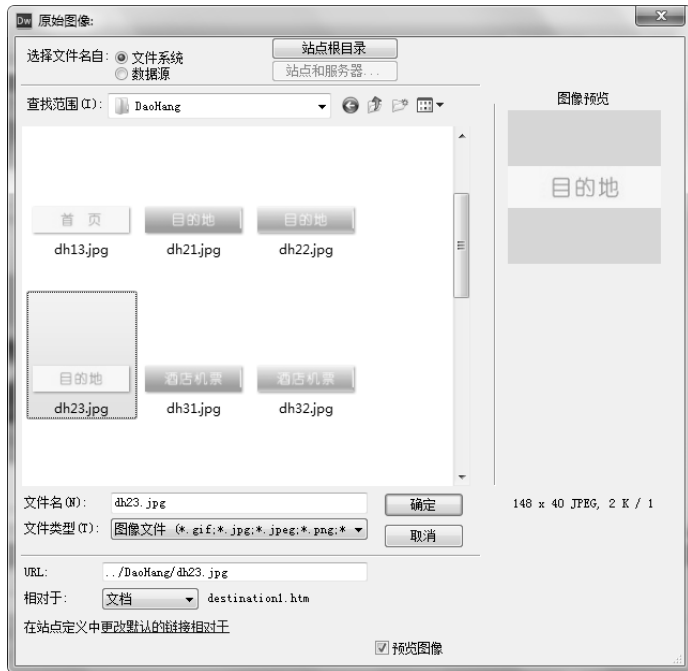 Dw 原始图像:
选择文件名自: 文件系统
数据源
站点根目录
站点和服务器...
查找范围(I): DaoHang
图像预览
目的地
首 页
目的地
目的地
dh13.jpg
dh21.jpg
dh22.jpg
目的地
酒店机票
酒店机票
dh23.jpg
dh31.jpg
dh32.jpg
文件名(N): dh23.jpg
确定
148 x 40 JPEG, 2 K / 1
文件类型(T): 图像文件 (*.gif;*.jpg;*.jpeg;*.png;*
取消
URL: ../DaoHang/dh23.jpg
相对于: 文档 destination1.htm
在站点定义中更改默认的链接相对于
预览图像